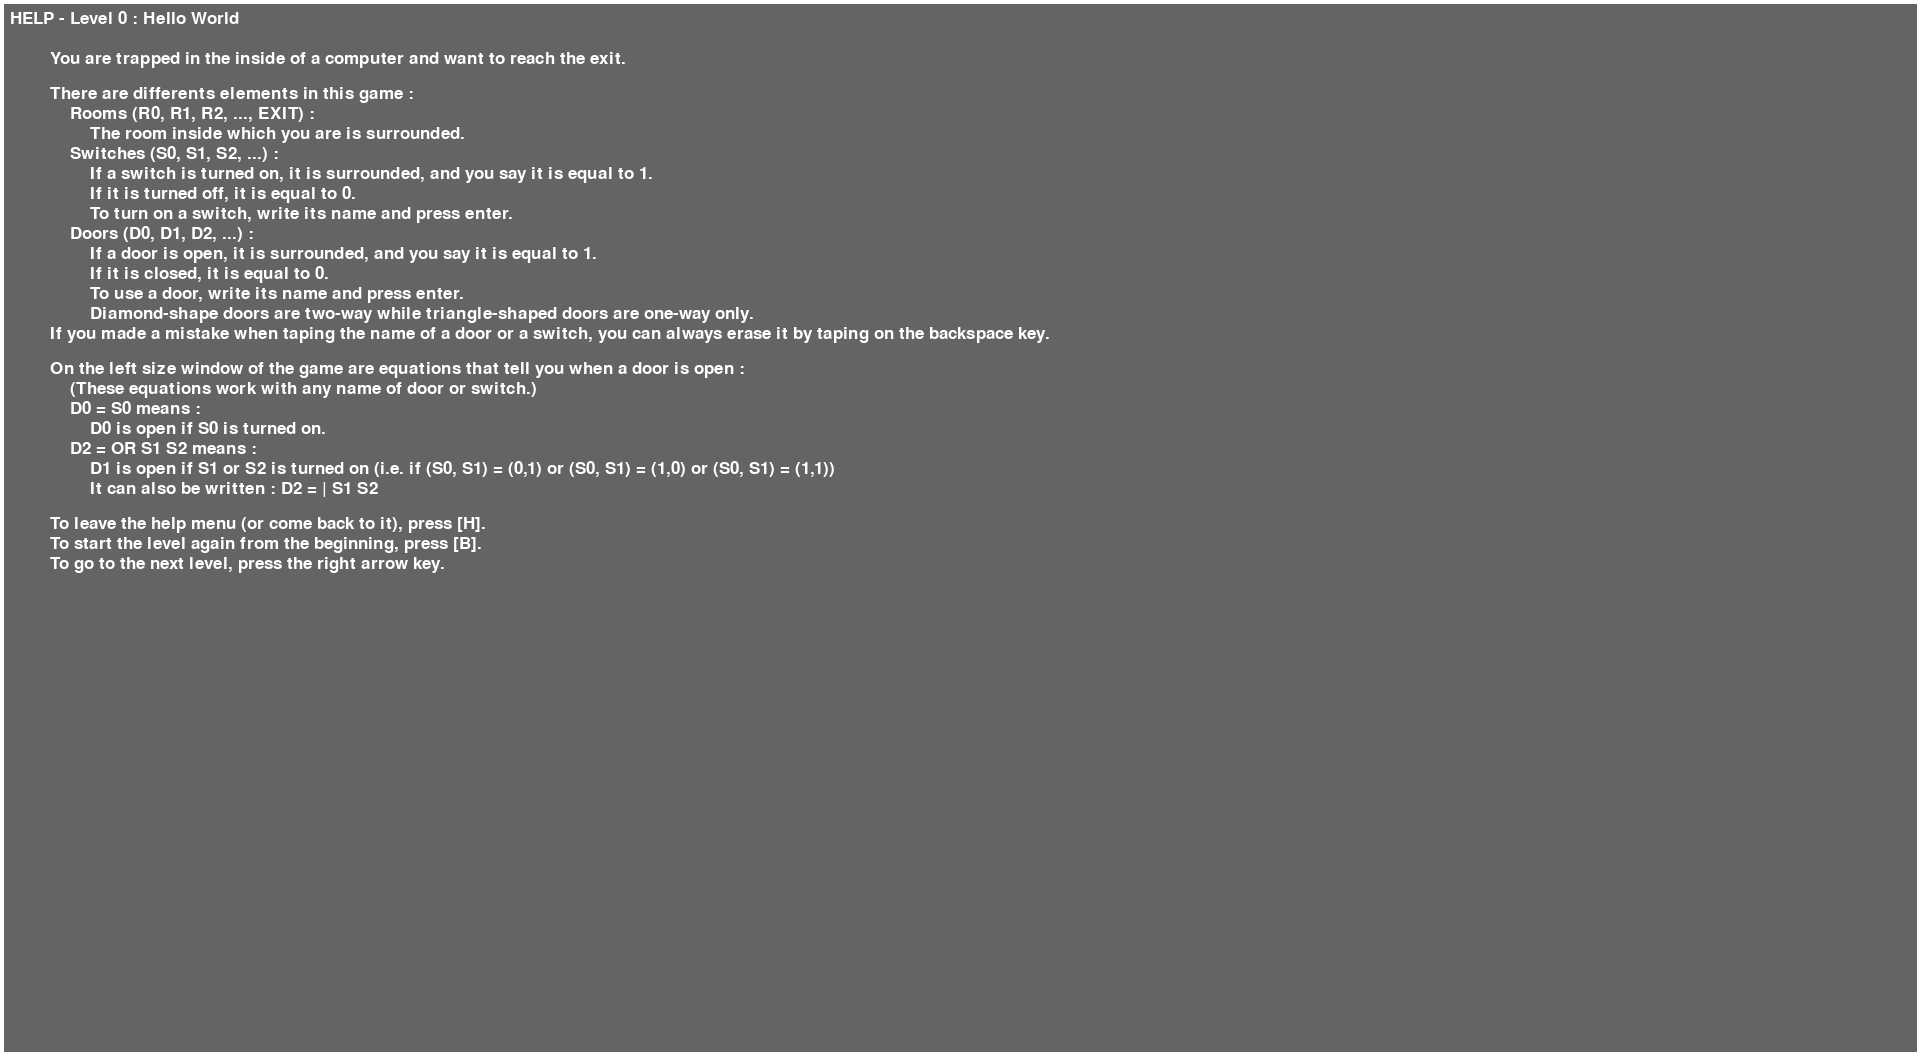 HELP - Level 0 : Hello World
You are trapped in the inside of a computer and want to reach the exit.
There are differents elements in this game :
Rooms (R0, R1, R2, ..., EXIT) :
The room inside which you are is surrounded.
Switches (S0, S1, S2, ...) :
If a switch is turned on, it is surrounded, and you say it is equal to 1.
If it is turned off, it is equal to 0.
To turn on a switch, write its name and press enter.
Doors (D0, D1, D2, ...) :
If a door is open, it is surrounded, and you say it is equal to 1.
If it is closed, it is equal to 0.
To use a door, write its name and press enter.
Diamond-shape doors are two-way while triangle-shaped doors are one-way only.
If you made a mistake when taping the name of a door or a switch, you can always erase it by taping on the backspace key.
On the left size window of the game are equations that tell you when a door is open :
(These equations work with any name of door or switch.)
D0 = S0 means :
D0 is open if S0 is turned on.
D2 = OR S1 S2 means :
D1 is open if S1 or S2 is turned on (i.e. if (S0, S1) = (0,1) or (S0, S1) = (1,0) or (S0, S1) = (1,1))
It can also be written : D2 = | S1 S2
To leave the help menu (or come back to it), press [H].
To start the level again from the beginning, press [B].
To go to the next level, press the right arrow key.